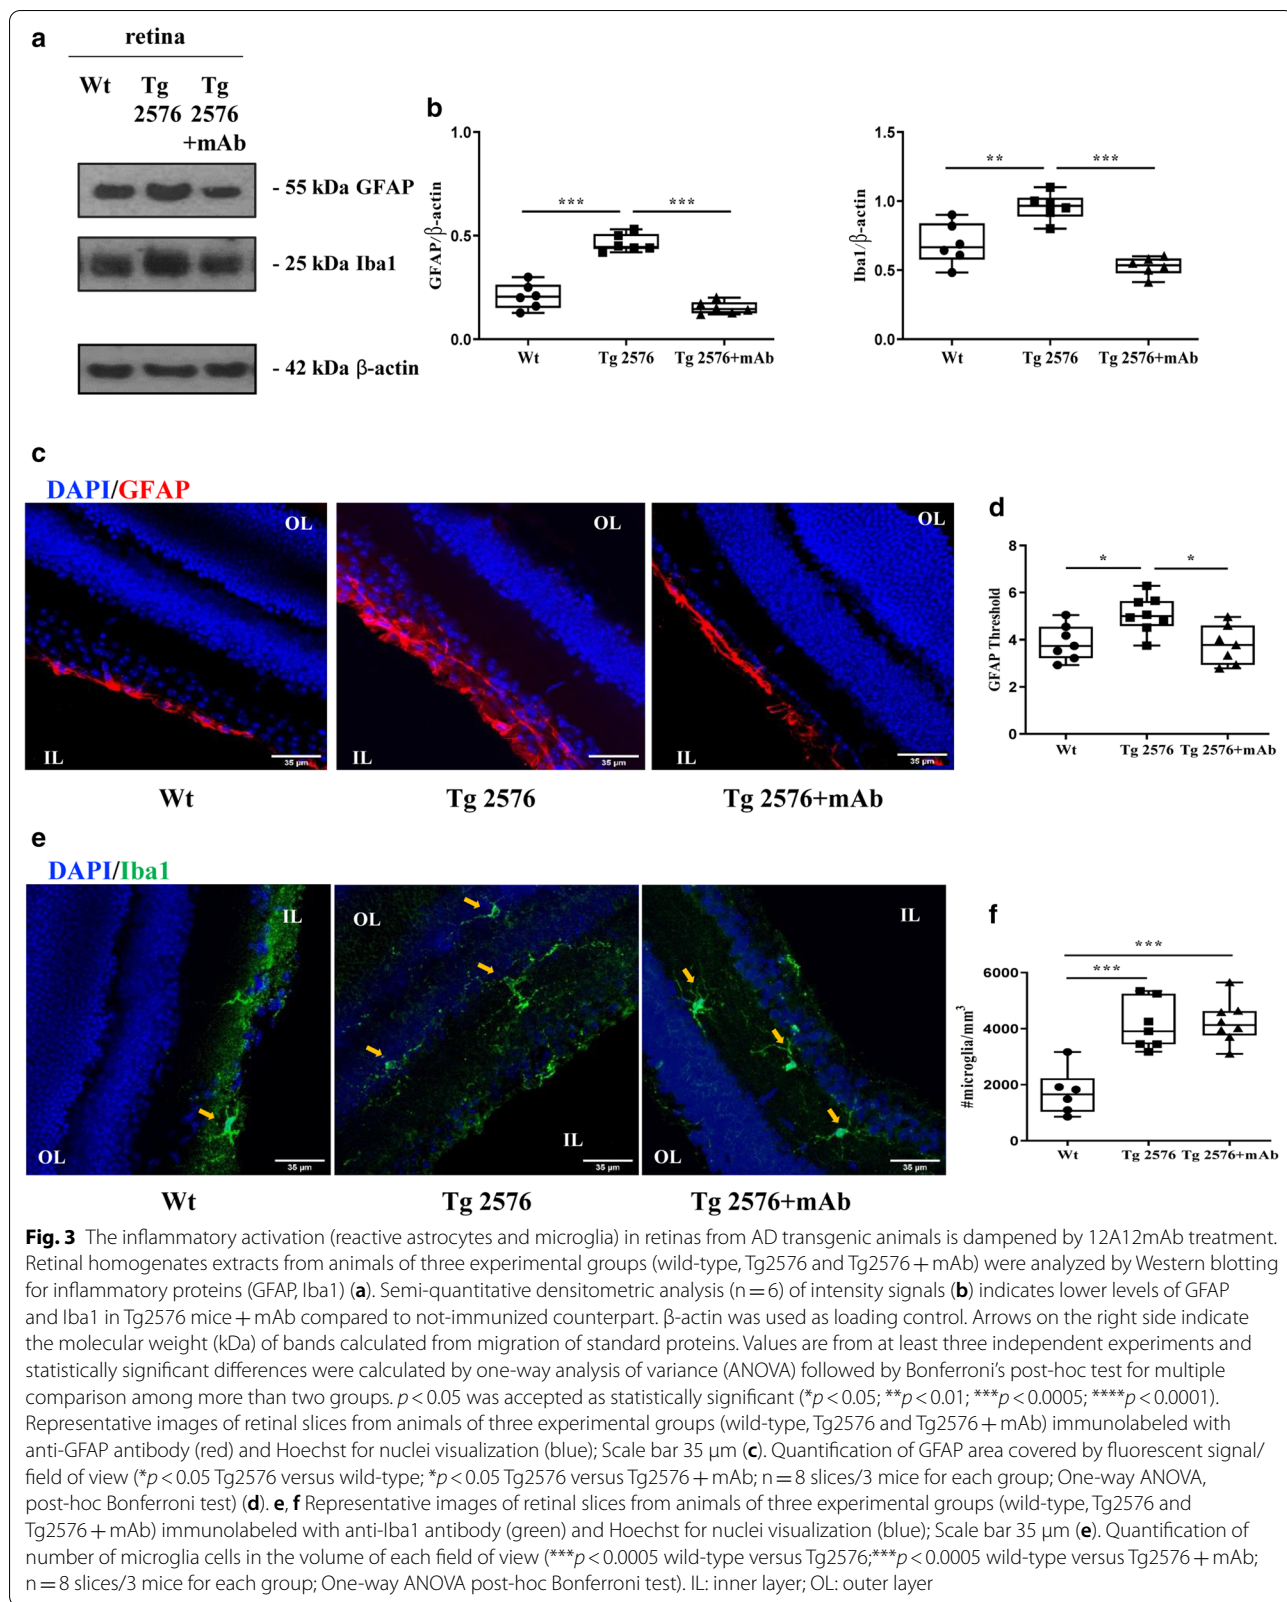 a
retina
Wt Tg Tg
2576 2576
+mAb
- 55 kDa GFAP
- 25 kDa Iba1
- 42 kDa β-actin
b
GFAP/β-actin
1.0
0.5
0.0
*** ***
Wt Tg 2576 Tg 2576+mAb
Iba1/β-actin
1.5
1.0
0.5
0.0
** ***
Wt Tg 2576 Tg 2576+mAb
c
DAPI/GFAP
OL OL OL
IL IL IL
35 μm 35 μm 35 μm
Wt Tg 2576 Tg 2576+mAb
d
GFAP Threshold
8
6
4
2
0
* *
Wt Tg 2576 Tg 2576+mAb
e
DAPI/Iba1
IL OL IL
OL IL OL
35 μm 35 μm 35 μm
Wt Tg 2576 Tg 2576+mAb
f
#microglia/mm³
6000
4000
2000
0
***
***
Wt Tg 2576 Tg 2576+mAb
Fig. 3 The inflammatory activation (reactive astrocytes and microglia) in retinas from AD transgenic animals is dampened by 12A12mAb treatment.
Retinal homogenates extracts from animals of three experimental groups (wild-type, Tg2576 and Tg2576 + mAb) were analyzed by Western blotting
for inflammatory proteins (GFAP, Iba1) (a). Semi-quantitative densitometric analysis (n = 6) of intensity signals (b) indicates lower levels of GFAP
and Iba1 in Tg2576 mice + mAb compared to not-immunized counterpart. β-actin was used as loading control. Arrows on the right side indicate
the molecular weight (kDa) of bands calculated from migration of standard proteins. Values are from at least three independent experiments and
statistically significant differences were calculated by one-way analysis of variance (ANOVA) followed by Bonferroni's post-hoc test for multiple
comparison among more than two groups. p < 0.05 was accepted as statistically significant (*p < 0.05; **p < 0.01; ***p < 0.0005; ****p < 0.0001).
Representative images of retinal slices from animals of three experimental groups (wild-type, Tg2576 and Tg2576 + mAb) immunolabeled with
anti-GFAP antibody (red) and Hoechst for nuclei visualization (blue); Scale bar 35 μm (c). Quantification of GFAP area covered by fluorescent signal/
field of view (*p < 0.05 Tg2576 versus wild-type; *p < 0.05 Tg2576 versus Tg2576 + mAb; n = 8 slices/3 mice for each group; One-way ANOVA,
post-hoc Bonferroni test) (d). e, f Representative images of retinal slices from animals of three experimental groups (wild-type, Tg2576 and
Tg2576 + mAb) immunolabeled with anti-Iba1 antibody (green) and Hoechst for nuclei visualization (blue); Scale bar 35 μm (e). Quantification of
number of microglia cells in the volume of each field of view (***p < 0.0005 wild-type versus Tg2576;***p < 0.0005 wild-type versus Tg2576 + mAb;
n = 8 slices/3 mice for each group; One-way ANOVA post-hoc Bonferroni test). IL: inner layer; OL: outer layer